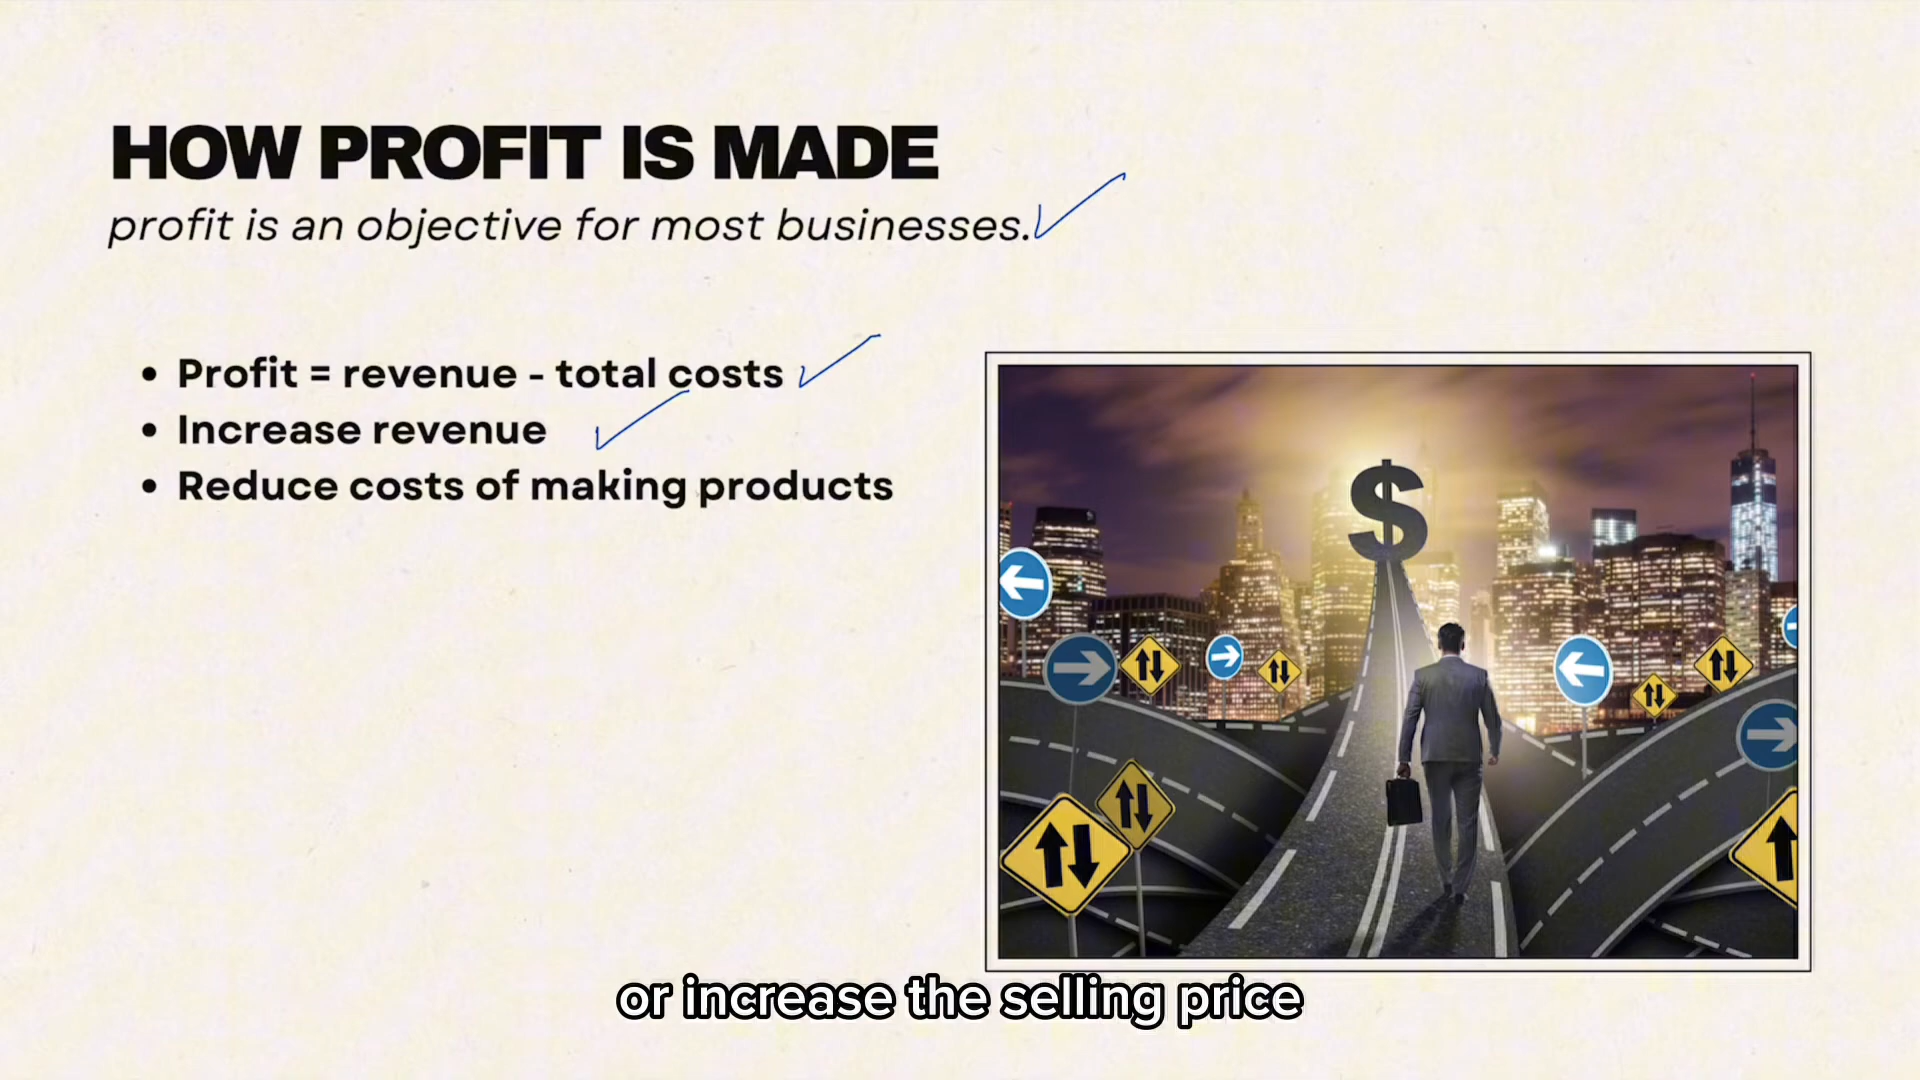 HOW PROFIT IS MADE
profit is an objective for most businesses.
• Profit = revenue - total costs
• Increase revenue
• Reduce costs of making products
$
or increase the selling price